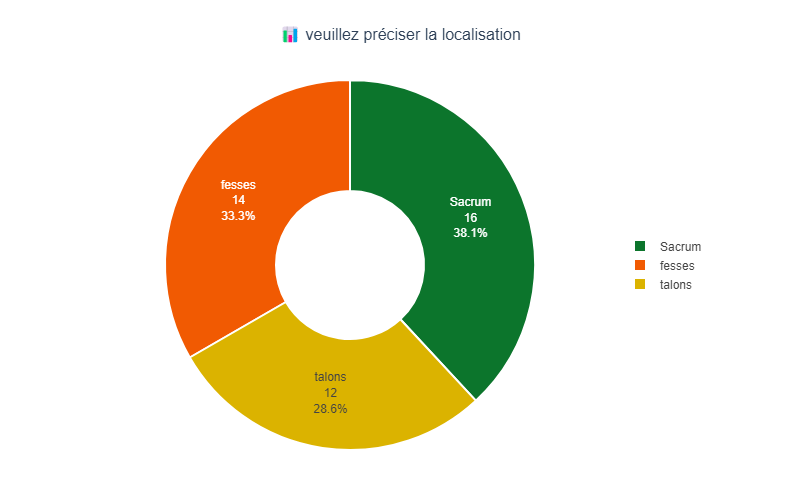 📊 veuillez préciser la localisation
fesses
14
33.3%
Sacrum
16
38.1%
talons
12
28.6%
Sacrum
fesses
talons